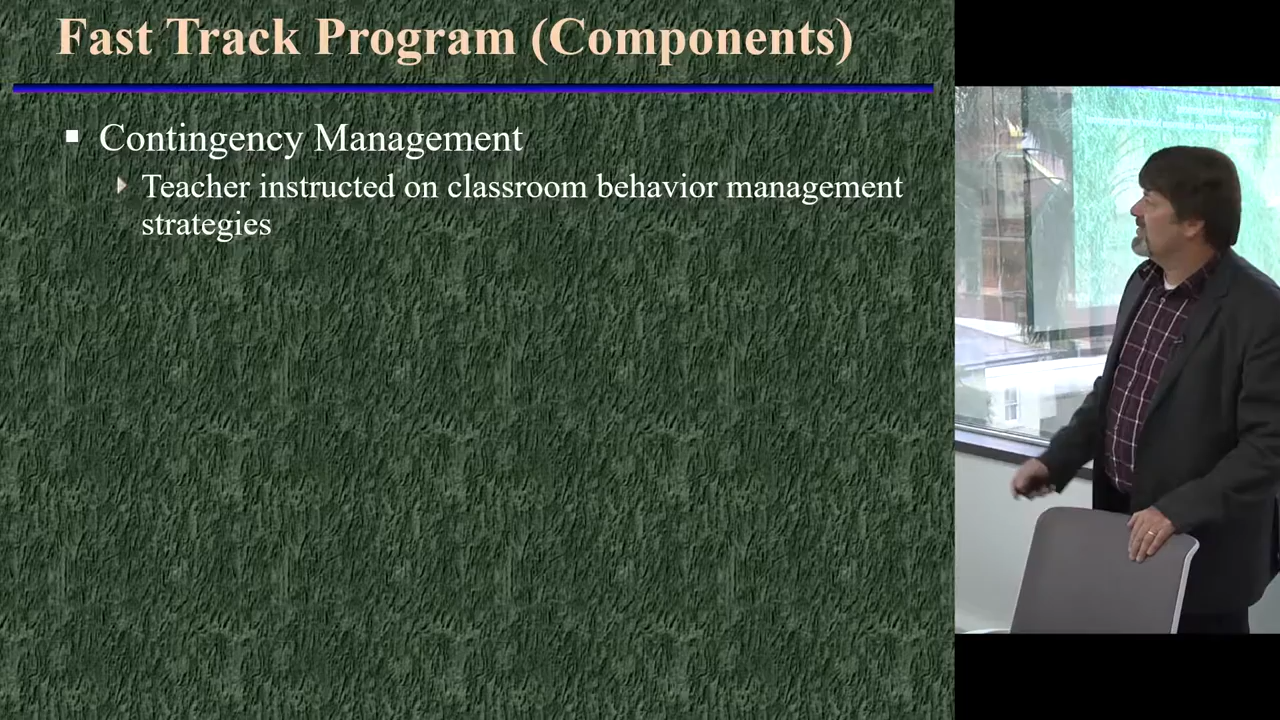 Fast Track Program (Components)
Contingency Management
Teacher instructed on classroom behavior management
strategies